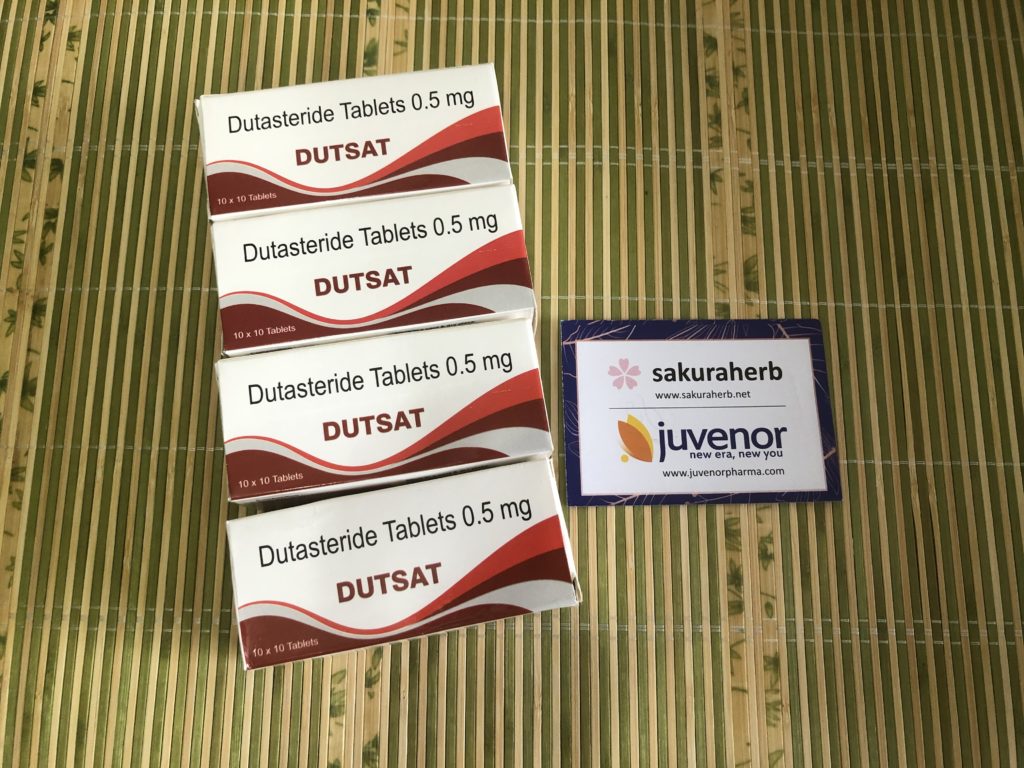 Dutasteride Tablets 0.5 mg
DUTSAT
10 x 10 Tablets
Dutasteride Tablets 0.5 mg
DUTSAT
10 x 10 Tablets
Dutasteride Tablets 0.5 mg
DUTSAT
10 x 10 Tablets
Dutasteride Tablets 0.5 mg
DUTSAT
10 x 10 Tablets
sakuraherb
www.sakuraherb.net
juvenor
new era, new you
www.juvenorpharma.com